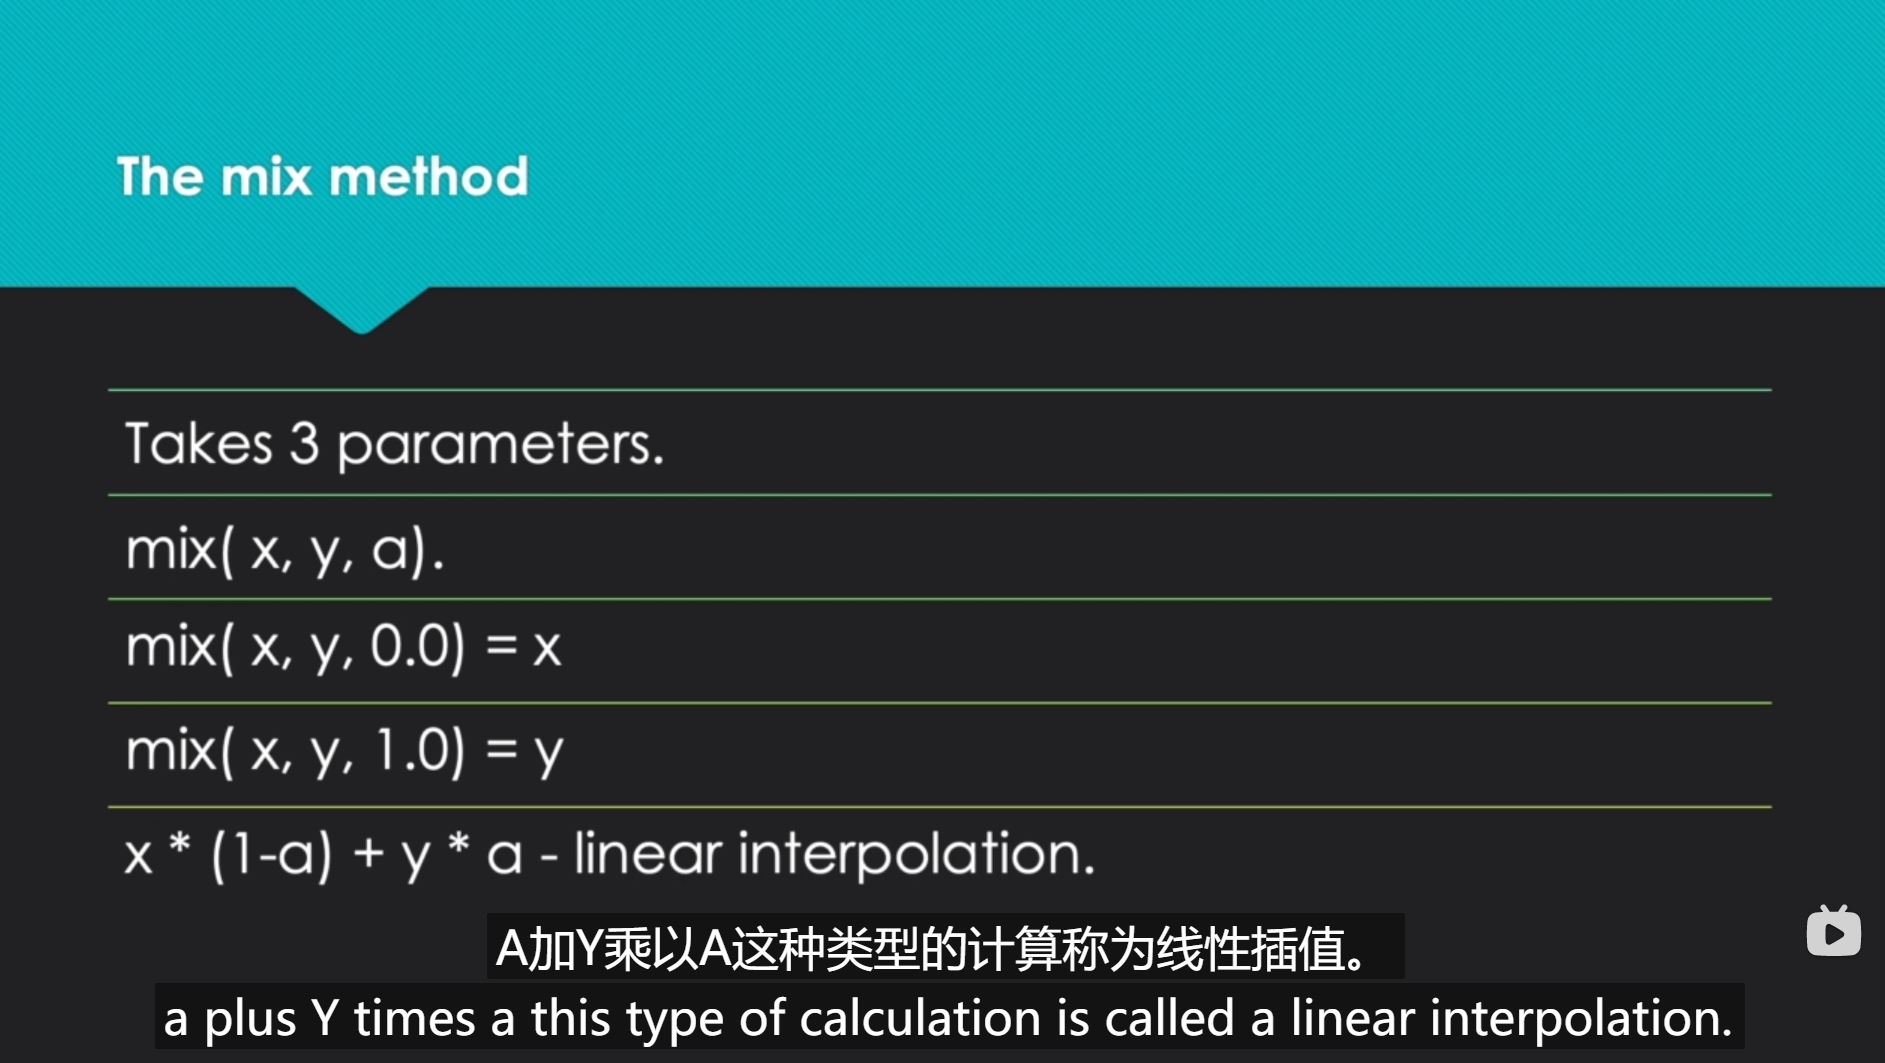 The mix method
Takes 3 parameters.
mix( x, y, a).
mix( x, y, 0.0) = x
mix( x, y, 1.0) = y
x * (1-a) + y * a - linear interpolation.
A加Y乘以A这种类型的计算称为线性插值。
a plus Y times a this type of calculation is called a linear interpolation.